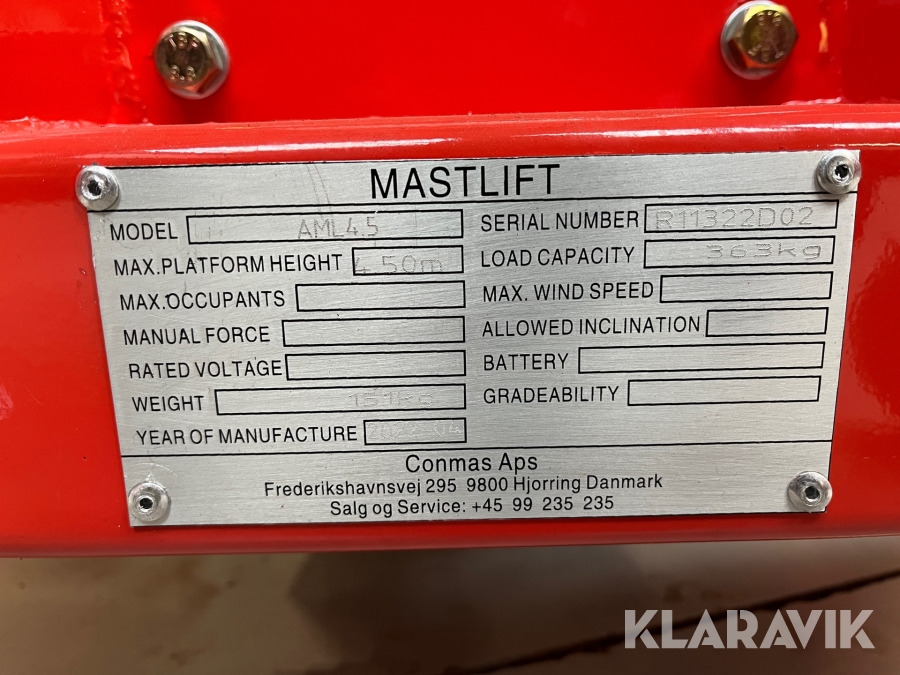 MASTLIFT
MODEL AML4.5
SERIAL NUMBER R11322D02
MAX.PLATFORM HEIGHT 4.50m
LOAD CAPACITY 363kg
MAX.OCCUPANTS
MAX. WIND SPEED
MANUAL FORCE
ALLOWED INCLINATION
RATED VOLTAGE
BATTERY
WEIGHT 151kg
GRADEABILITY
YEAR OF MANUFACTURE 2022 04
Conmas Aps
Frederikshavnsvej 295 9800 Hjorring Danmark
Salg og Service: +45 99 235 235
KLARAVIK